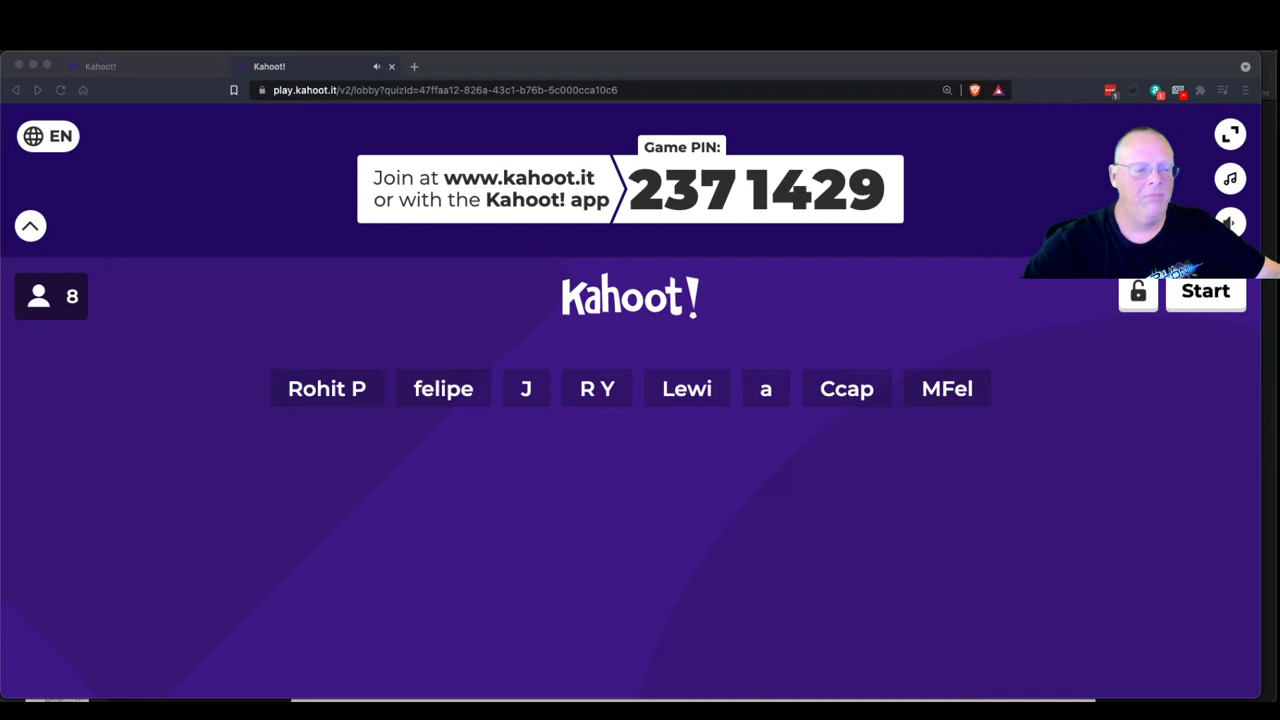 Kahoot!
Kahoot!
play.kahoot.it/v2/lobby?quizId=47ffaa12-826a-43c1-b76b-5c000cca10c6
EN
Game PIN:
Join at www.kahoot.it
or with the Kahoot! app
237 1429
8
Kahoot!
Start
Rohit P felipe J R Y Lewi a Ccap MFel